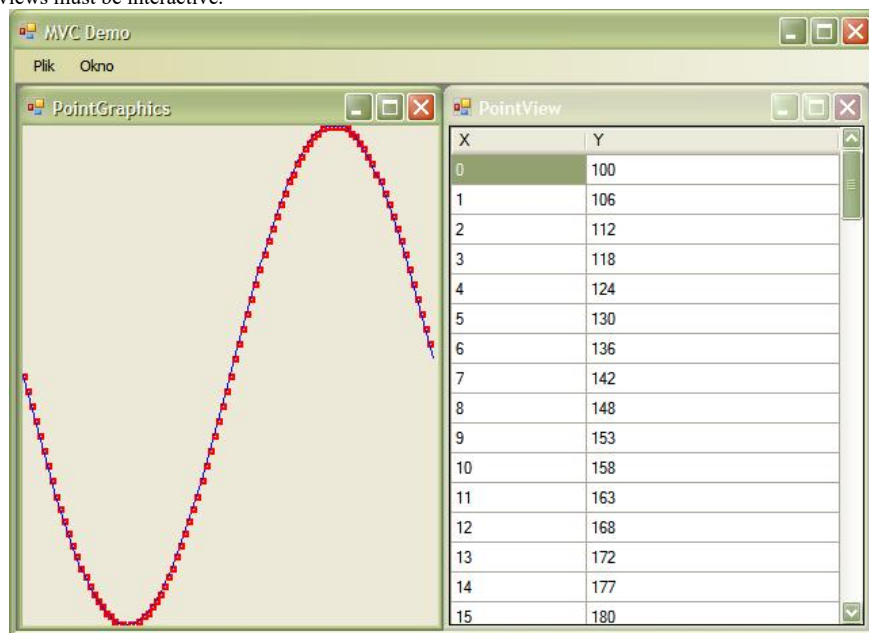 views must be interactive.
MVC Demo
Plik Okno
PointGraphics
PointView
X Y
0 100
1 106
2 112
3 118
4 124
5 130
6 136
7 142
8 148
9 153
10 158
11 163
12 168
13 172
14 177
15 180